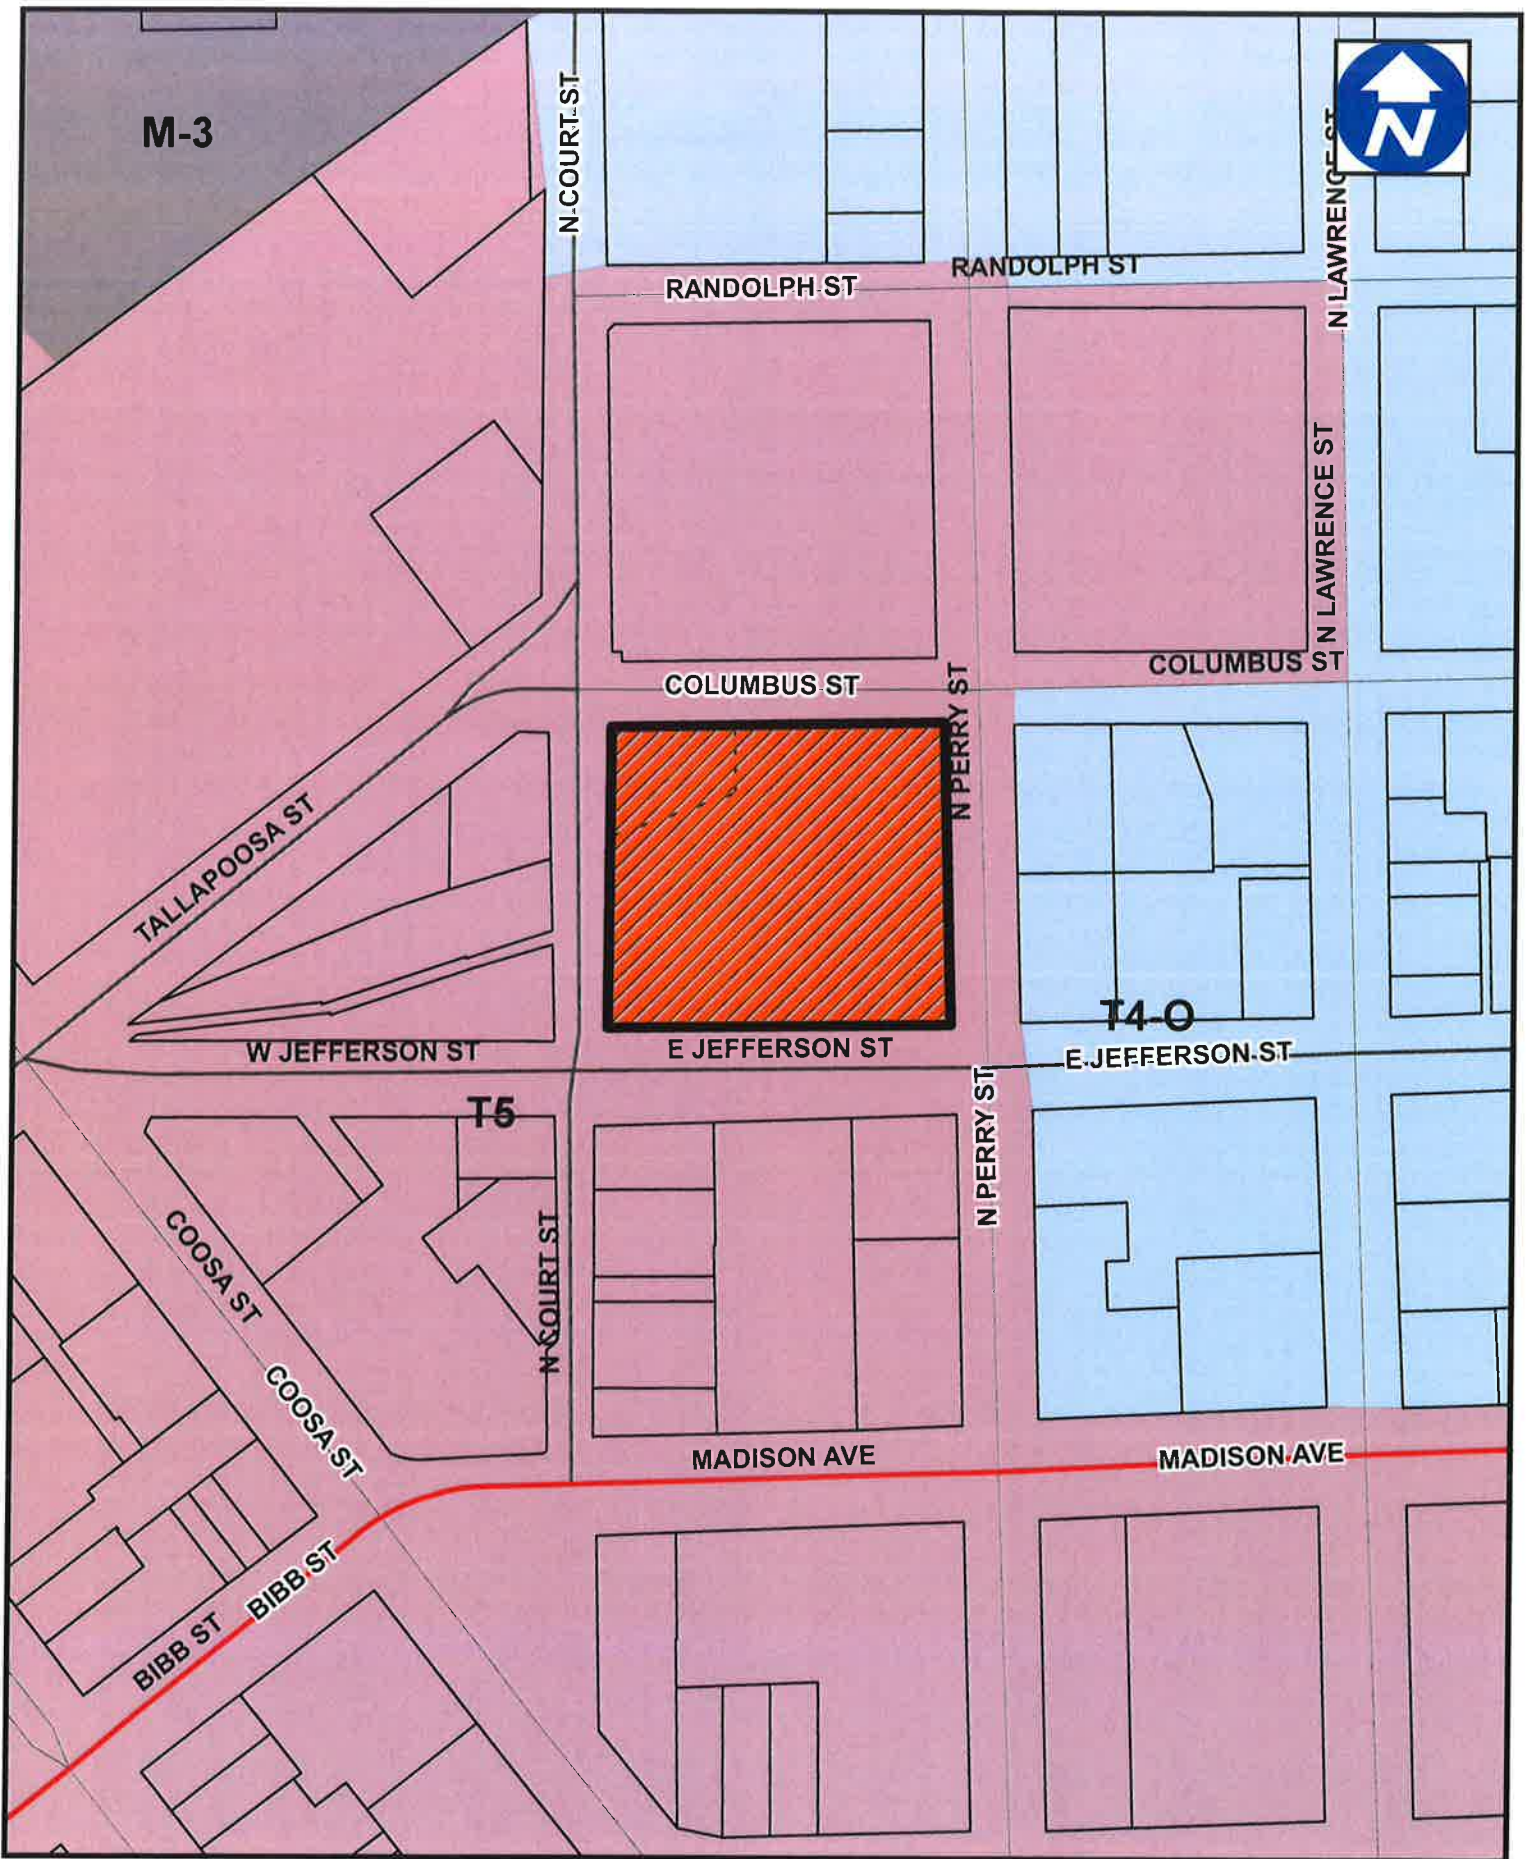 M-3
N COURT ST
N
N LAWRENCE ST
RANDOLPH ST
RANDOLPH ST
N LAWRENCE ST
COLUMBUS ST
COLUMBUS ST
N PERRY ST
TALLAPOOSA ST
T4-O
W JEFFERSON ST
E JEFFERSON ST
E JEFFERSON ST
T5
N PERRY ST
COOSA ST
N COURT ST
COOSA ST
MADISON AVE
MADISON AVE
BIBB ST
BIBB ST